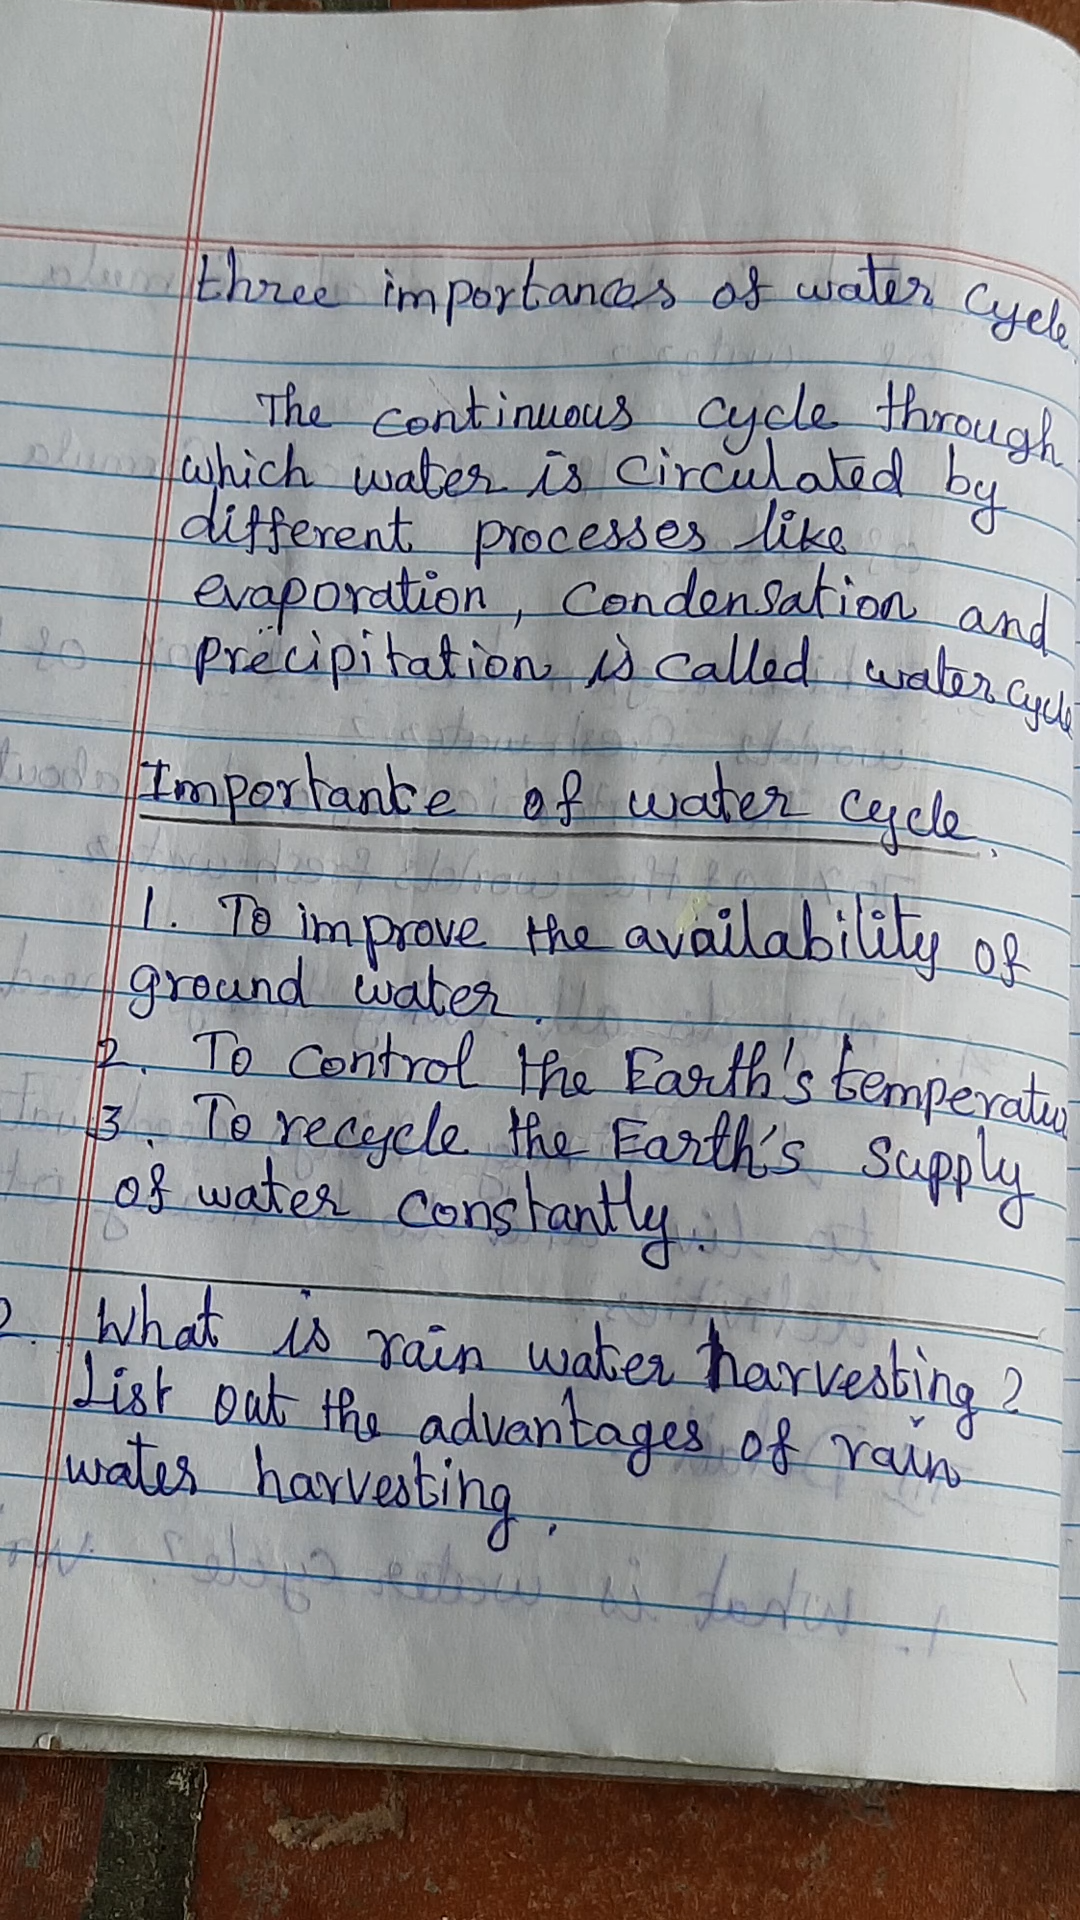 three importances of water cycle.
The continuous cycle through
which water is circulated by
different processes like
evaporation, condensation and
precipitation is called water cycle
Importance of water cycle.
1. To improve the availability of
ground water.
2. To control the Earth's temperatu
3. To recycle the Earth's supply
of water constantly.
2. What is rain water harvesting?
List out the advantages of rain
water harvesting.